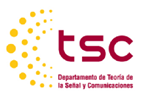 tsc
Departamento de Teoría de
la Señal y Comunicaciones